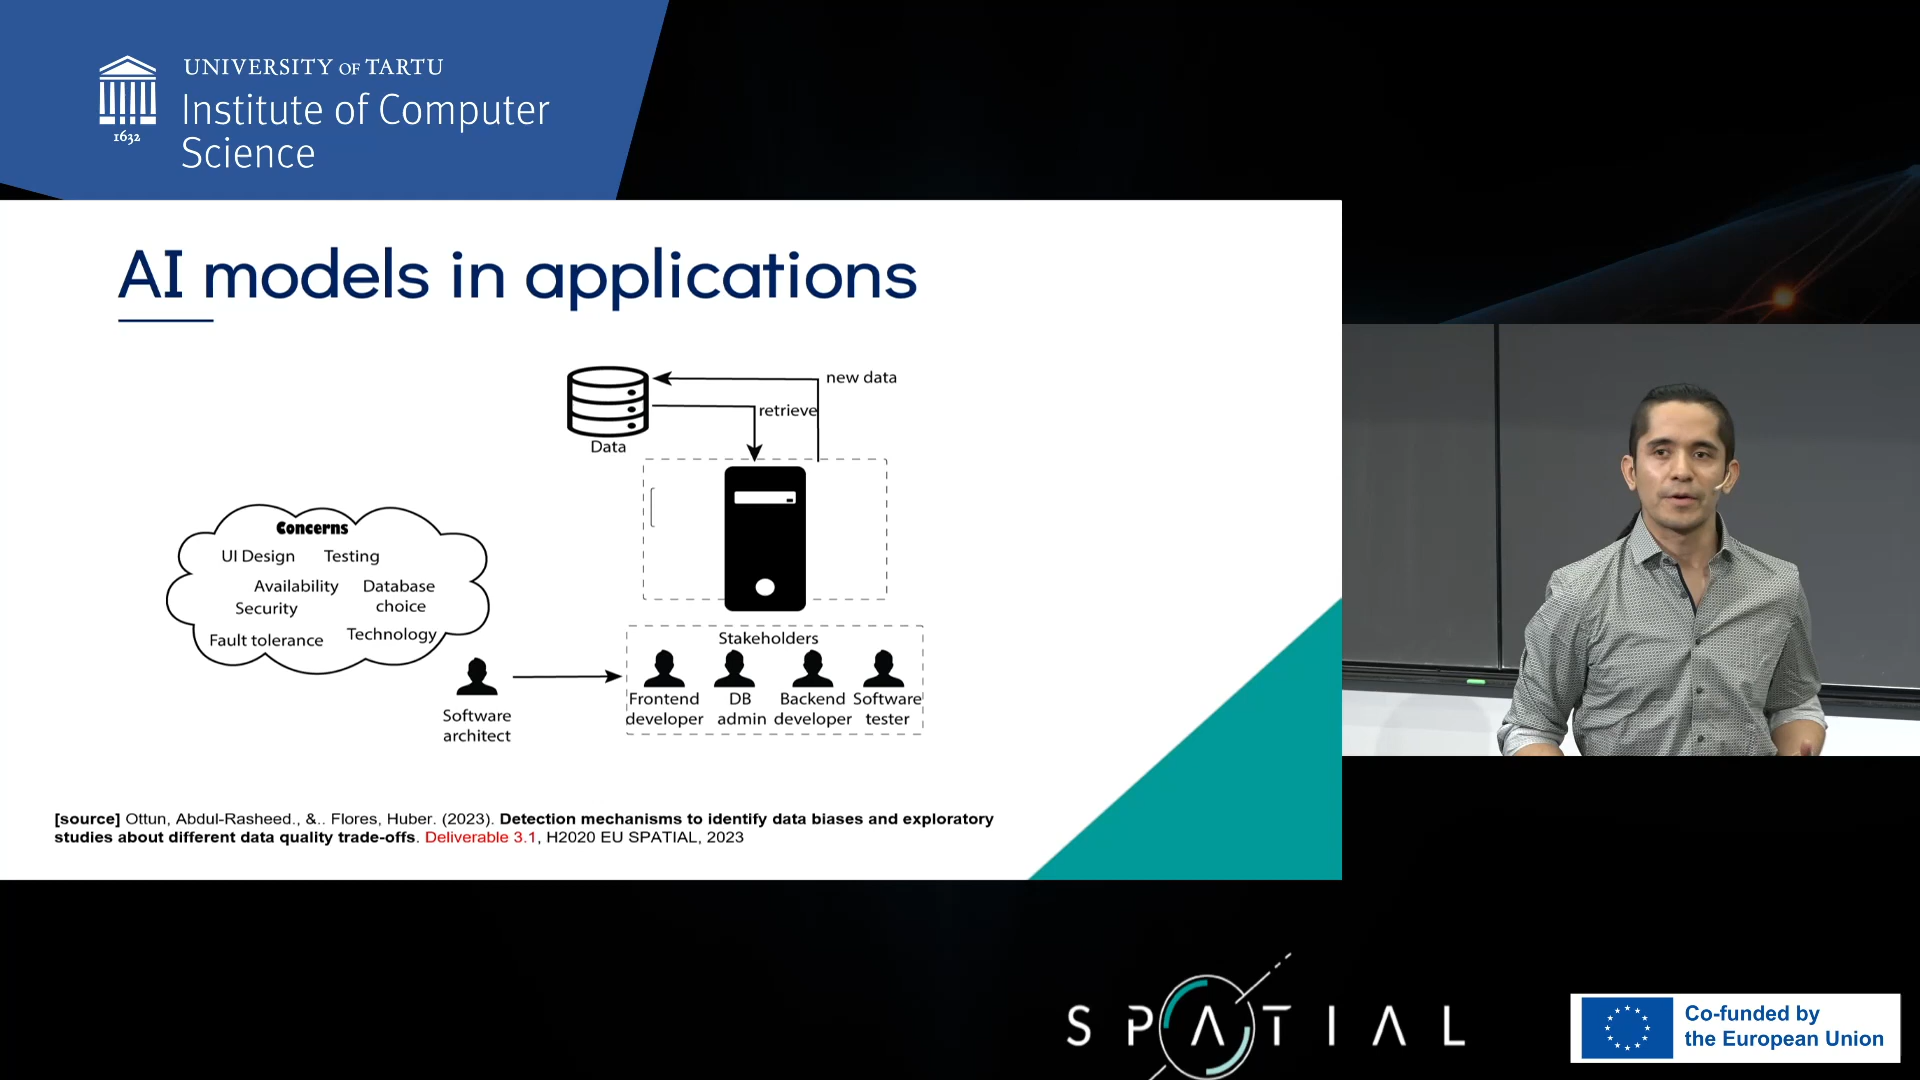 UNIVERSITY OF TARTU
Institute of Computer
Science
1632
AI models in applications
new data
retrieve
Data
Concerns
UI Design Testing
Availability Database
choice
Security
Fault tolerance Technology
Software
architect
Stakeholders
Frontend
developer
DB
admin
Backend
developer
Software
tester
[source] Ottun, Abdul-Rasheed., &.. Flores, Huber. (2023). Detection mechanisms to identify data biases and exploratory
studies about different data quality trade-offs. Deliverable 3.1, H2020 EU SPATIAL, 2023
SPATIAL
Co-funded by
the European Union